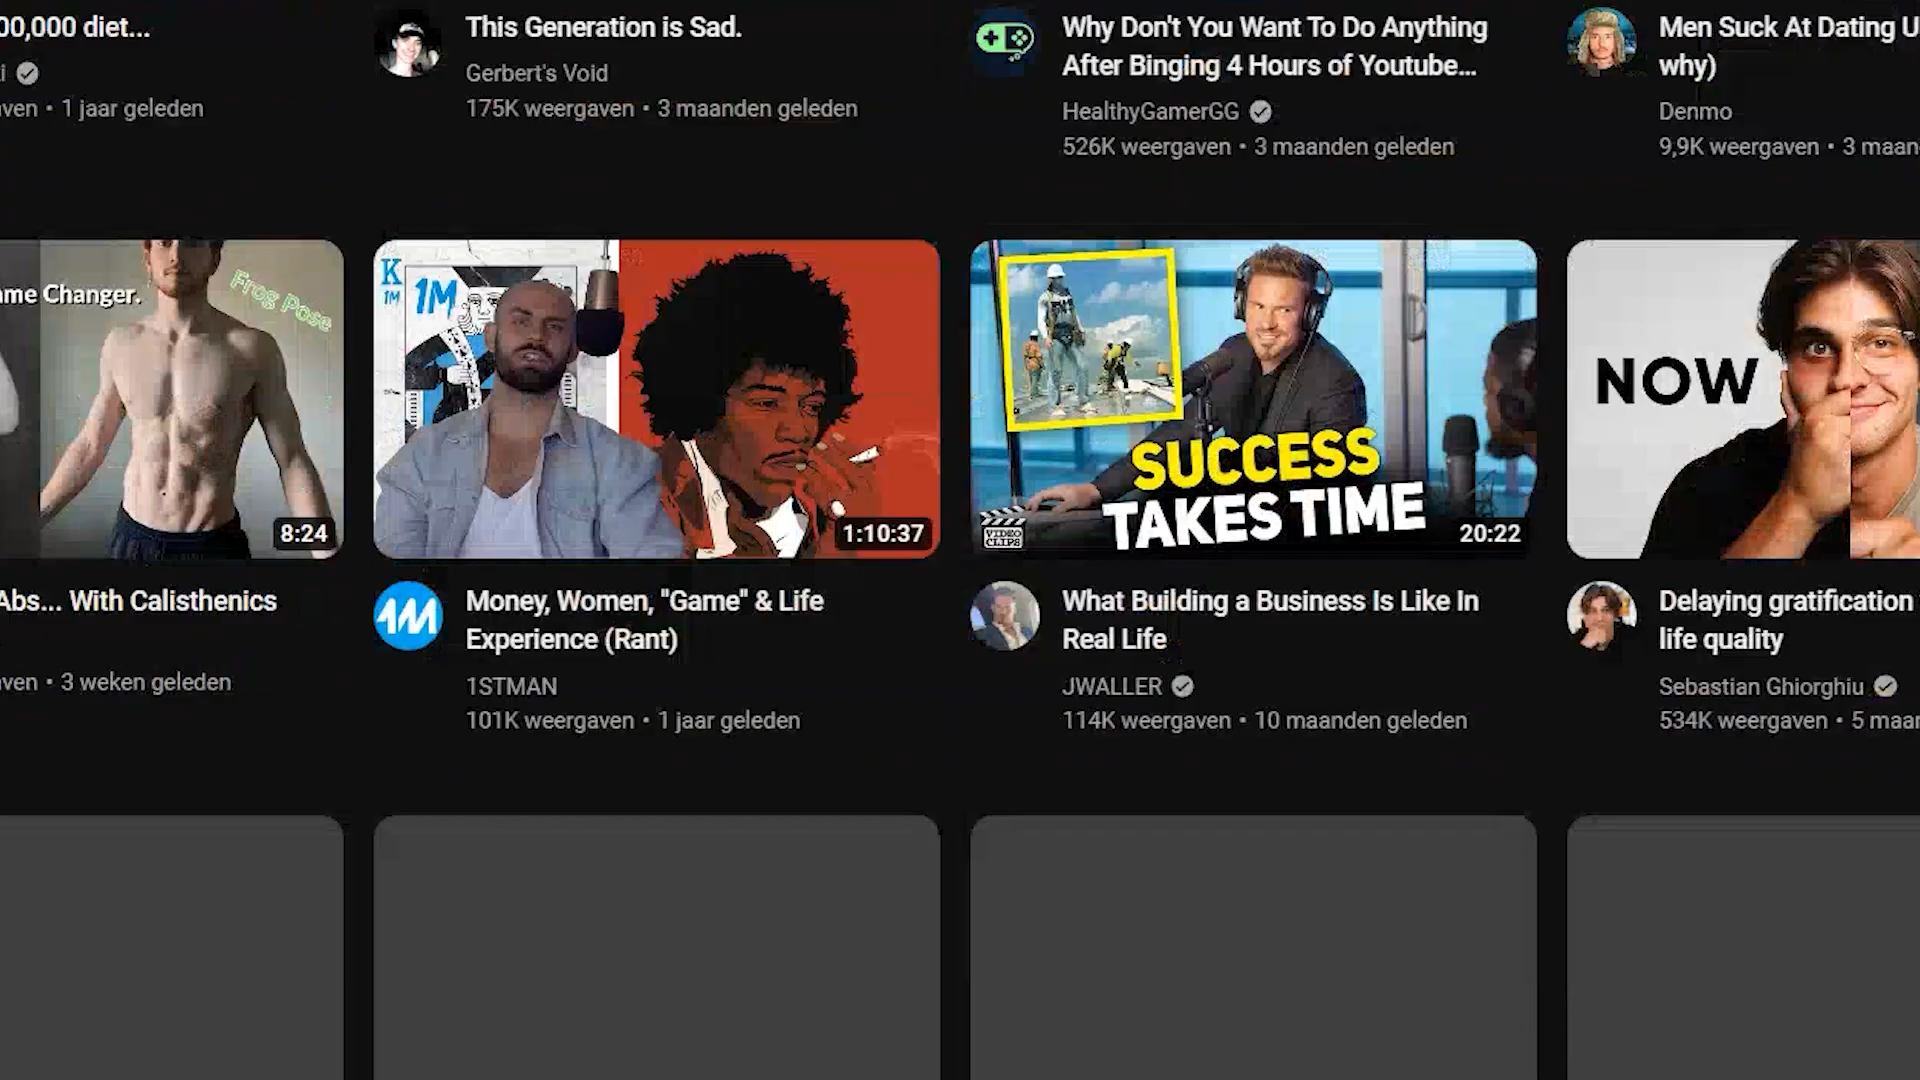 00,000 diet...
This Generation is Sad.
Why Don't You Want To Do Anything
After Binging 4 Hours of Youtube...
Men Suck At Dating U
why)
i
Gerbert's Void
HealthyGamerGG
Denmo
ven • 1 jaar geleden
175K weergaven • 3 maanden geleden
526K weergaven • 3 maanden geleden
9,9K weergaven • 3 maan
ame Changer.
Frog Pose
8:24
K
1M
1M
1:10:37
SUCCESS
TAKES TIME
VIDEO
CLIPS
20:22
NOW
Abs... With Calisthenics
ven • 3 weken geleden
1M
Money, Women, "Game" & Life
Experience (Rant)
1STMAN
101K weergaven • 1 jaar geleden
What Building a Business Is Like In
Real Life
JWALLER
114K weergaven • 10 maanden geleden
Delaying gratification
life quality
Sebastian Ghiorghiu
534K weergaven • 5 maan